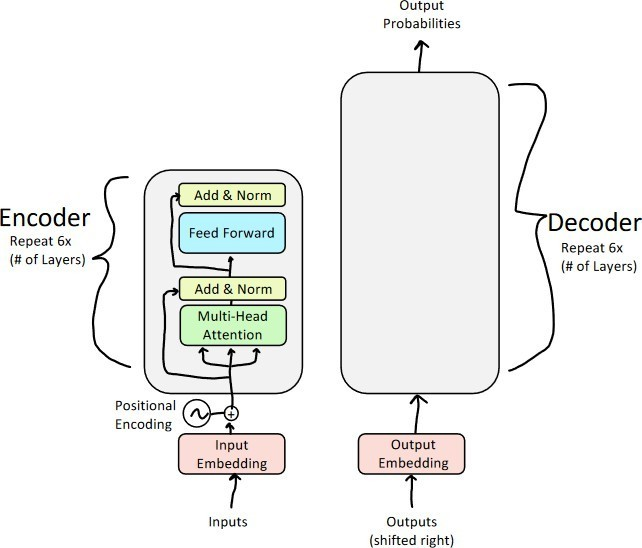 Output
Probabilities
Encoder
Repeat 6x
(# of Layers)
Add & Norm
Feed Forward
Add & Norm
Multi-Head
Attention
Positional
Encoding
Input
Embedding
Inputs
Decoder
Repeat 6x
(# of Layers)
Output
Embedding
Outputs
(shifted right)